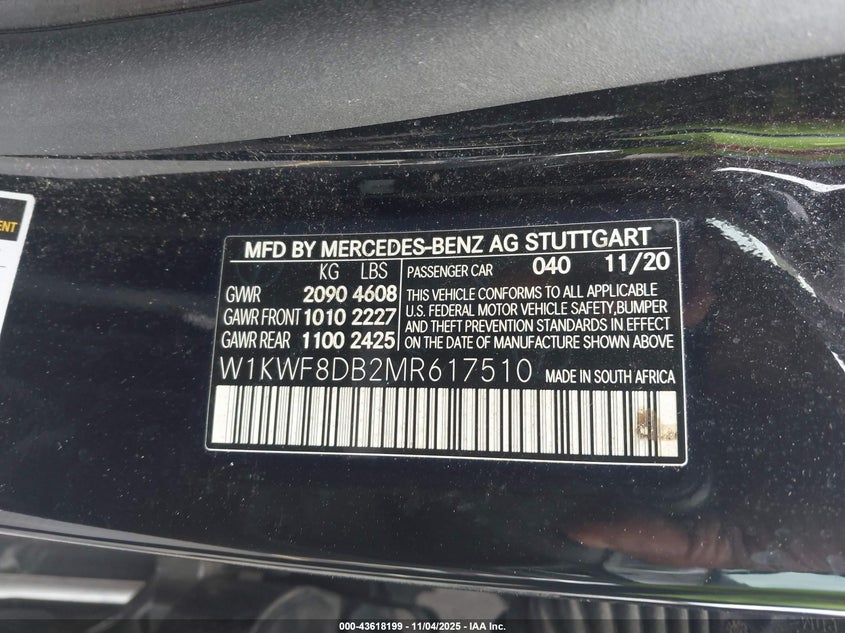 ENT
MFD BY MERCEDES-BENZ AG STUTTGART
KG LBS PASSENGER CAR 040 11/20
GVWR 2090 4608
GAWR FRONT 1010 2227
GAWR REAR 1100 2425
THIS VEHICLE CONFORMS TO ALL APPLICABLE
U.S. FEDERAL MOTOR VEHICLE SAFETY,BUMPER
AND THEFT PREVENTION STANDARDS IN EFFECT
ON THE DATE OF MANUFACTURE SHOWN ABOVE
W1KWF8DB2MR617510 MADE IN SOUTH AFRICA
000-43618199 - 11/04/2025 - IAA Inc.